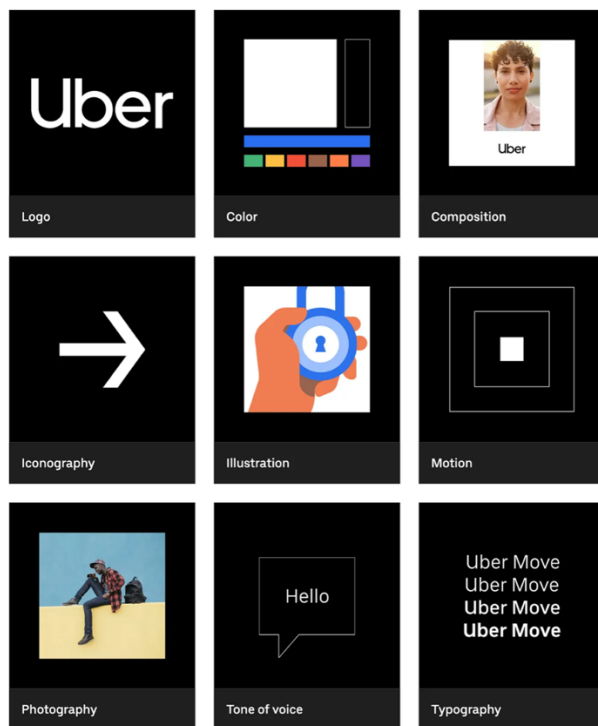 Uber
Logo
Color
Uber
Composition
Iconography
Illustration
Motion
Photography
Hello
Tone of voice
Uber Move
Uber Move
Uber Move
Uber Move
Typography